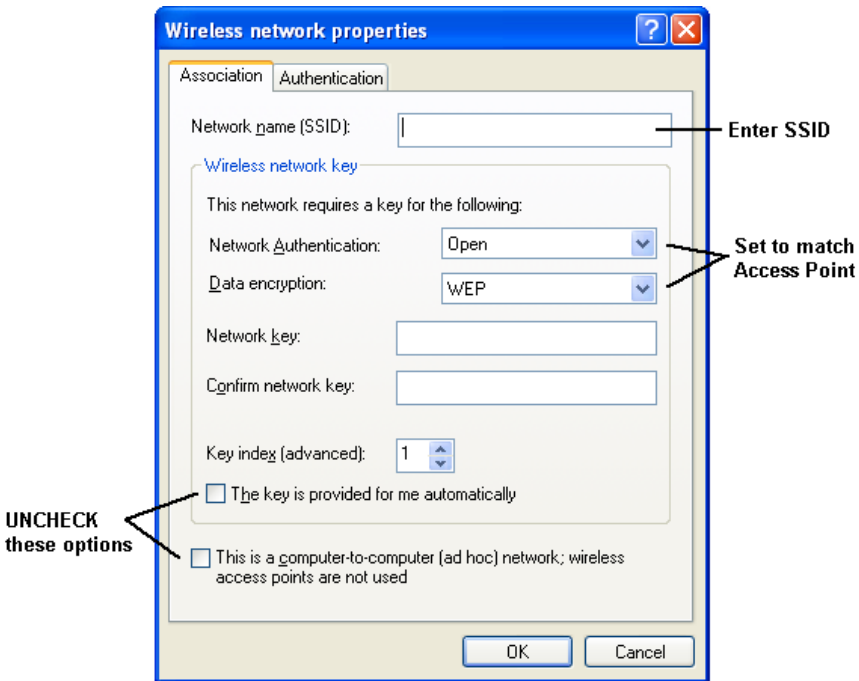 Wireless network properties
Association Authentication
Network name (SSID):
Enter SSID
Wireless network key
This network requires a key for the following:
Network Authentication: Open
Data encryption: WEP
Set to match
Access Point
Network key:
Confirm network key:
Key index (advanced): 1
The key is provided for me automatically
UNCHECK
these options
This is a computer-to-computer (ad hoc) network; wireless
access points are not used
OK Cancel